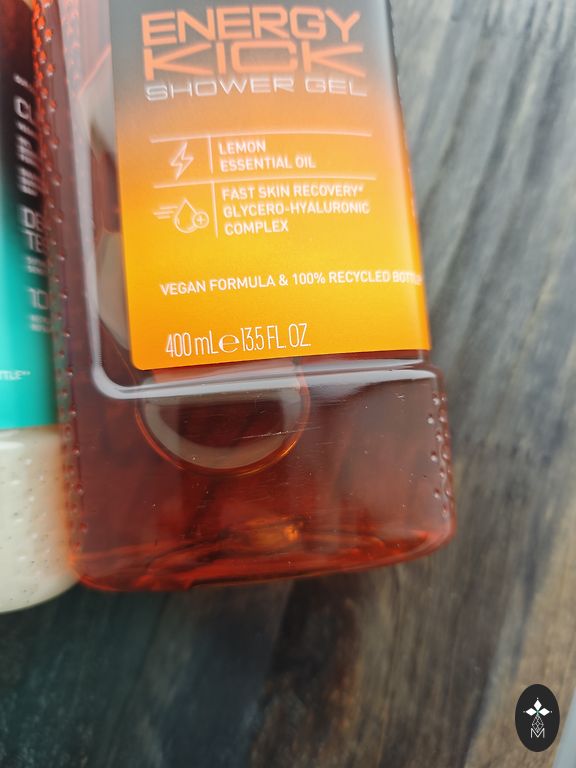 ENERGY
KICK
SHOWER GEL
LEMON
ESSENTIAL OIL
FAST SKIN RECOVERY*
GLYCERO-HYALURONIC
COMPLEX
VEGAN FORMULA & 100% RECYCLED BOTTLE*
400 mL ℮ 13.5 FL. OZ.
M